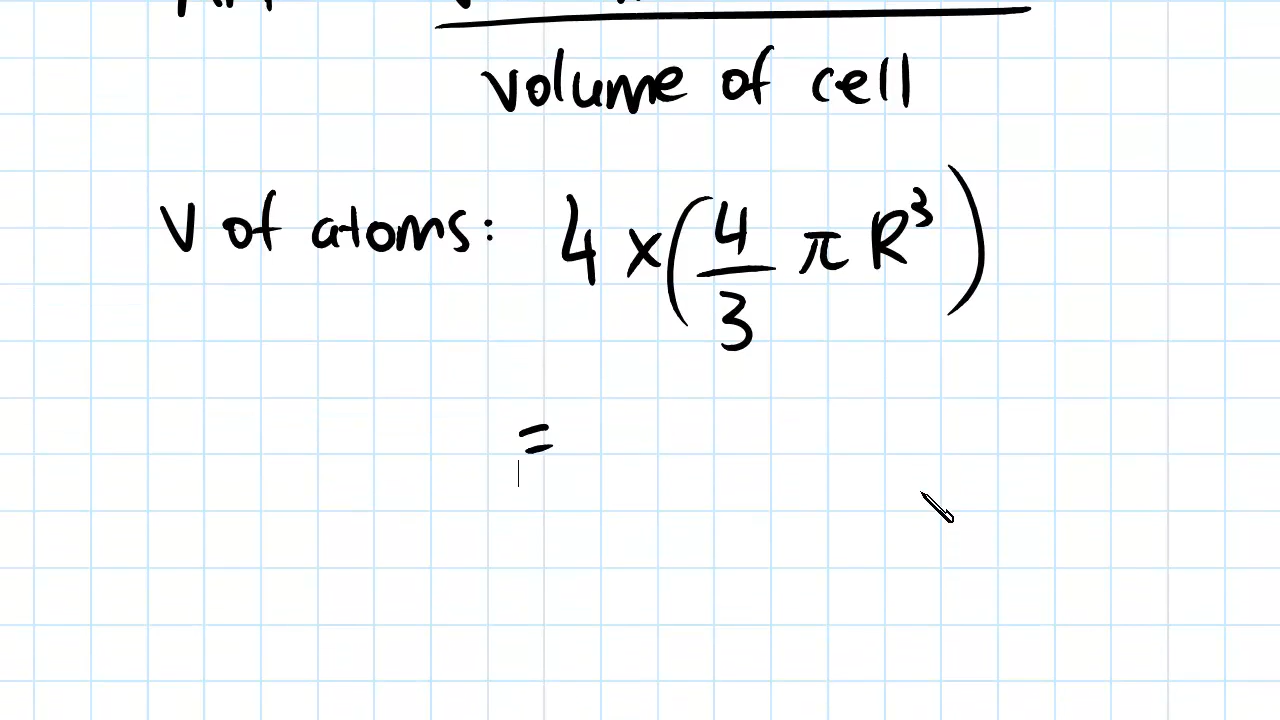 volume of cell
V of atoms: 4 × (4/3 π R³)
=